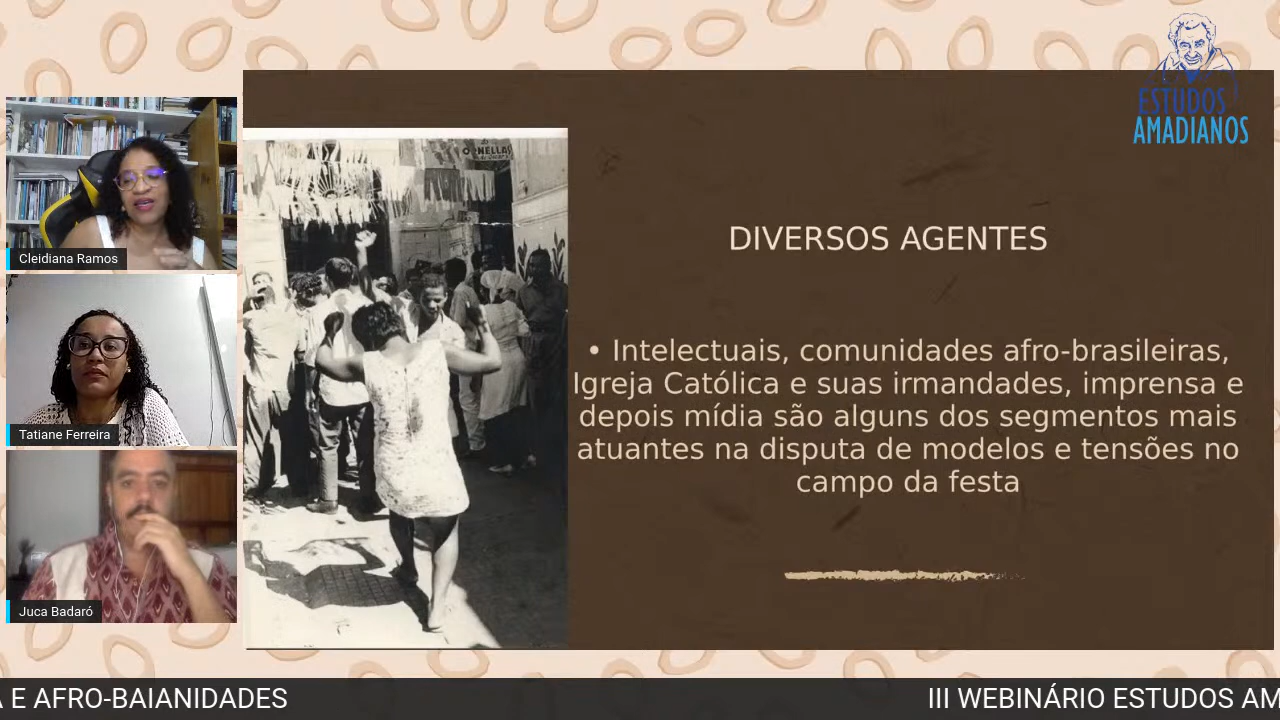 ESTUDOS
AMADIANOS
ORNELLAS
Cleidiana Ramos
Tatiane Ferreira
Juca Badaró
DIVERSOS AGENTES
• Intelectuais, comunidades afro-brasileiras,
Igreja Católica e suas irmandades, imprensa e
depois mídia são alguns dos segmentos mais
atuantes na disputa de modelos e tensões no
campo da festa
A E AFRO-BAIANIDADES
III WEBINÁRIO ESTUDOS AM